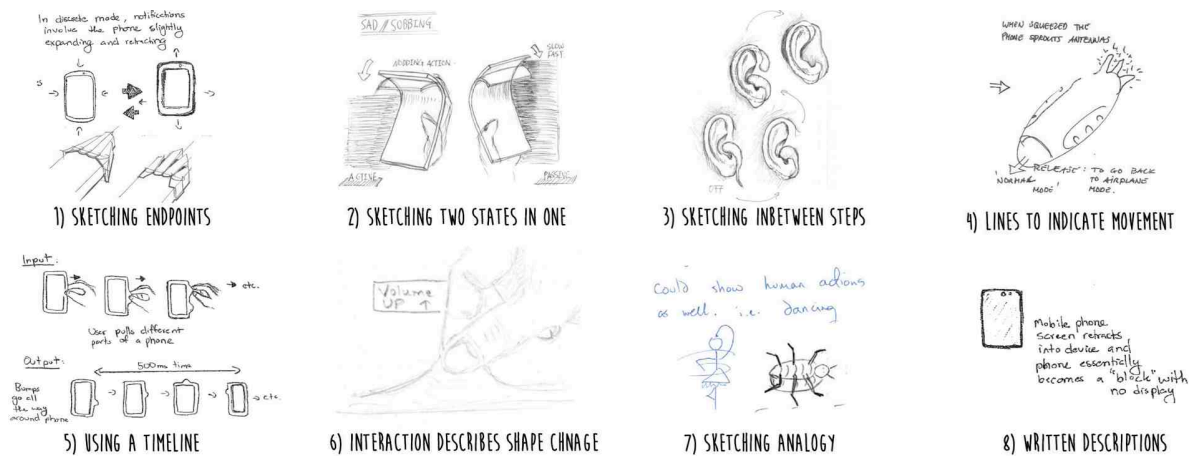 In discrete mode, notifications
involve the phone slightly
expanding and retracting
1) SKETCHING ENDPOINTS
SAD // SOBBING
NODDING ACTION
SLOW
FAST
ACTIVE
PASSIVE
2) SKETCHING TWO STATES IN ONE
OFF
3) SKETCHING INBETWEEN STEPS
WHEN SQUEEZED THE
PHONE SPROUTS ANTENNAS
RELEASE: TO GO BACK
'NORMAL TO AIRPLANE
MODE' MODE.
4) LINES TO INDICATE MOVEMENT
Input:
→ etc.
User pulls different
parts of a phone
Output:
500ms time
Bumps
go all
the way
around phone
→ etc.
5) USING A TIMELINE
Volume
UP ↑
6) INTERACTION DESCRIBES SHAPE CHNAGE
Could show human actions
as well. i.e. dancing
7) SKETCHING ANALOGY
Mobile phone
screen retracts
into device and
phone essentially
becomes a "block" with
no display
8) WRITTEN DESCRIPTIONS